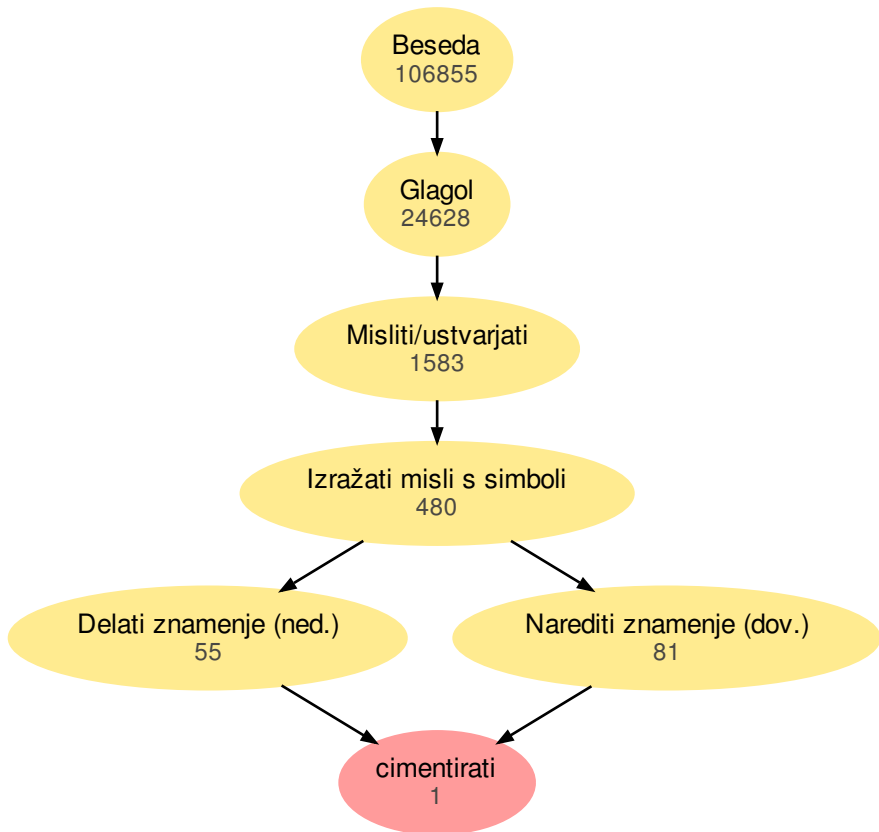 Beseda
106855
Glagol
24628
Misliti/ustvarjati
1583
Izražati misli s simboli
480
Delati znamenje (ned.)
55
Narediti znamenje (dov.)
81
cimentirati
1